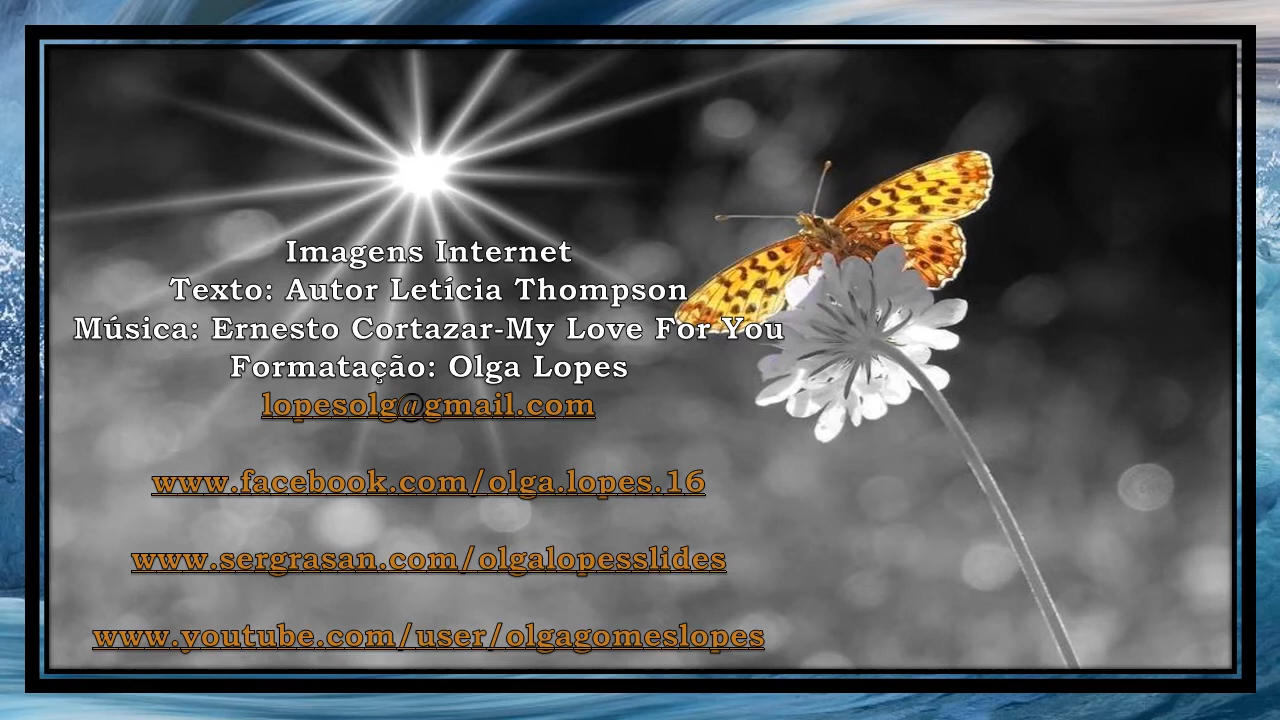 Imagens Internet
Texto: Autor Letícia Thompson
Música: Ernesto Cortazar-My Love For You
Formatação: Olga Lopes
lopesolg@gmail.com
www.facebook.com/olga.lopes.16
www.sergrasan.com/olgalopesslides
www.youtube.com/user/olgagomeslopes